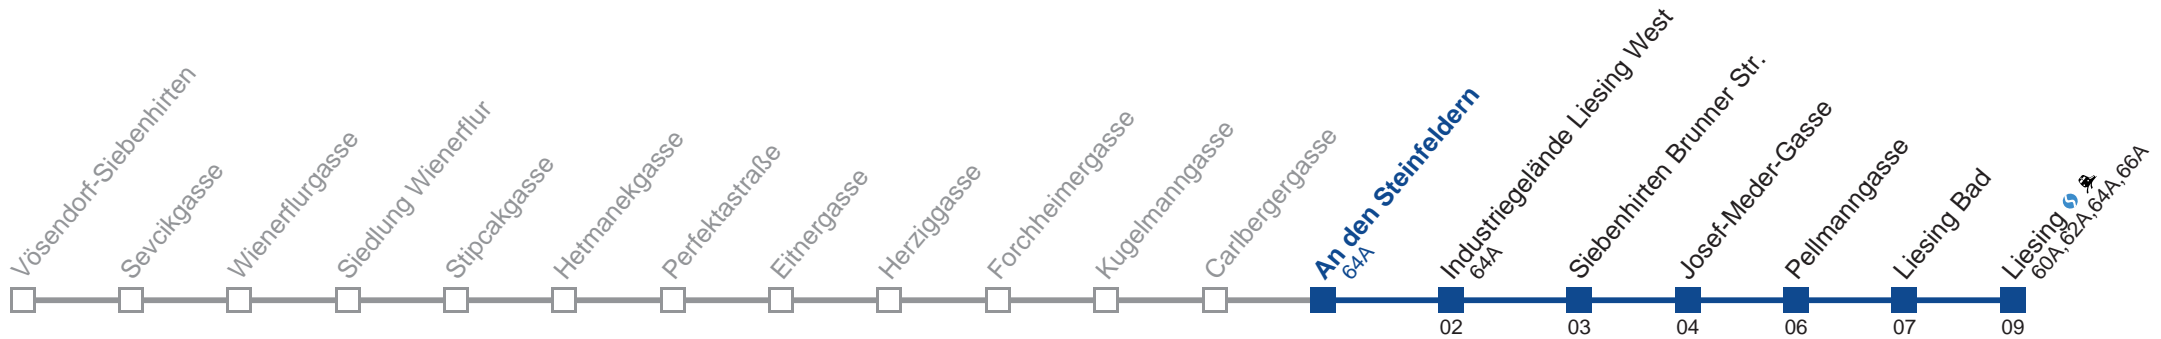 Vösendorf-Siebenhirten
Sevcikgasse
Wienerflurgasse
Siedlung Wienerflur
Stipcakgasse
Hetmanekgasse
Perfektastraße
Eitnergasse
Herziggasse
Forchheimergasse
Kugelmanngasse
Carlbergergasse
An den Steinfeldern
64A
Industriegelände Liesing West
64A
Siebenhirten Brunner Str.
Josef-Meder-Gasse
Pellmanngasse
Liesing Bad
Liesing
60A,62A,64A,66A
02 03 04 06 07 09